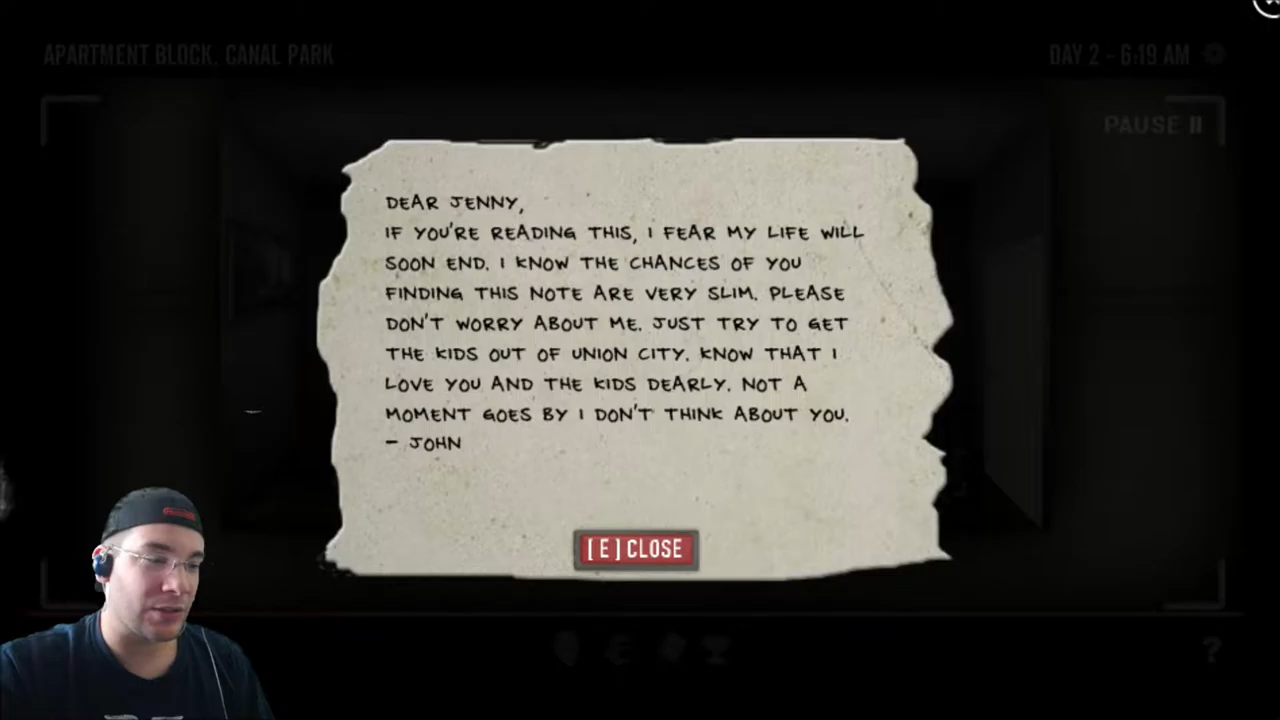 APARTMENT BLOCK, CANAL PARK
DAY 2 - 6:19 AM
PAUSE
DEAR JENNY,
IF YOU'RE READING THIS, I FEAR MY LIFE WILL
SOON END. I KNOW THE CHANCES OF YOU
FINDING THIS NOTE ARE VERY SLIM. PLEASE
DON'T WORRY ABOUT ME. JUST TRY TO GET
THE KIDS OUT OF UNION CITY. KNOW THAT I
LOVE YOU AND THE KIDS DEARLY. NOT A
MOMENT GOES BY I DON'T THINK ABOUT YOU.
- JOHN
[E] CLOSE
?